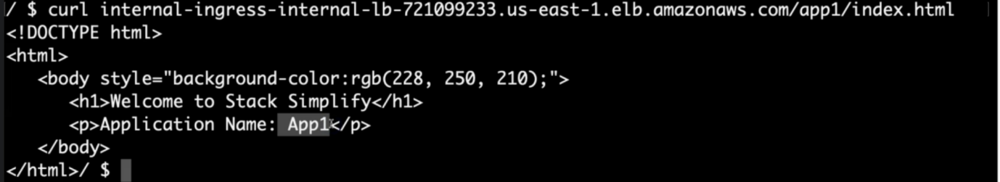 / $ curl internal-ingress-internal-lb-721099233.us-east-1.elb.amazonaws.com/app1/index.html
<!DOCTYPE html>
<html>
   <body style="background-color:rgb(228, 250, 210);">
      <h1>Welcome to Stack Simplify</h1>
      <p>Application Name: App1</p>
   </body>
</html>/ $